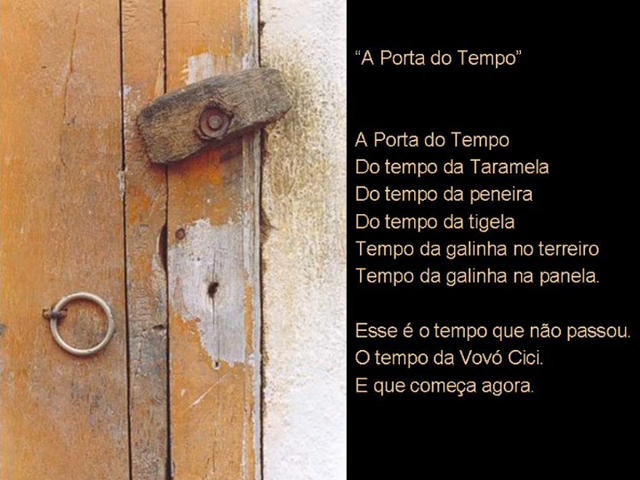 “A Porta do Tempo”
A Porta do Tempo
Do tempo da Taramela
Do tempo da peneira
Do tempo da tigela
Tempo da galinha no terreiro
Tempo da galinha na panela.
Esse é o tempo que não passou.
O tempo da Vovó Cici.
E que começa agora.